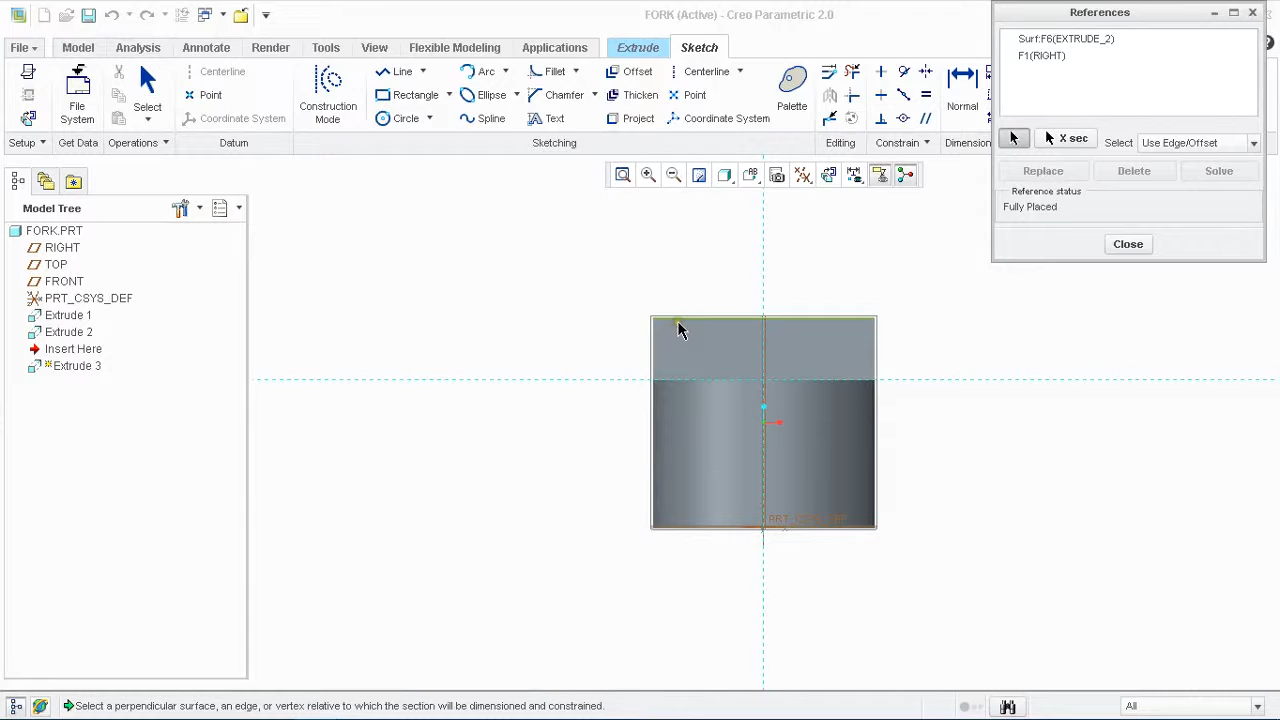 FORK (Active) - Creo Parametric 2.0
References
File
Model
Analysis
Annotate
Render
Tools
View
Flexible Modeling
Applications
Extrude
Sketch
Surf:F6(EXTRUDE_2)
F1(RIGHT)
Centerline
Line
Arc
Fillet
Offset
Centerline
File System
Select
Point
Construction Mode
Rectangle
Ellipse
Chamfer
Thicken
Point
Palette
Normal
Coordinate System
Circle
Spline
Text
Project
Coordinate System
X sec
Select
Use Edge/Offset
Setup
Get Data
Operations
Datum
Sketching
Editing
Constrain
Dimension
Replace
Delete
Solve
Reference status
Fully Placed
Close
Model Tree
FORK.PRT
RIGHT
TOP
FRONT
PRT_CSYS_DEF
Extrude 1
Extrude 2
Insert Here
Extrude 3
PRT_CSYS_DEF
Select a perpendicular surface, an edge, or vertex relative to which the section will be dimensioned and constrained.
All